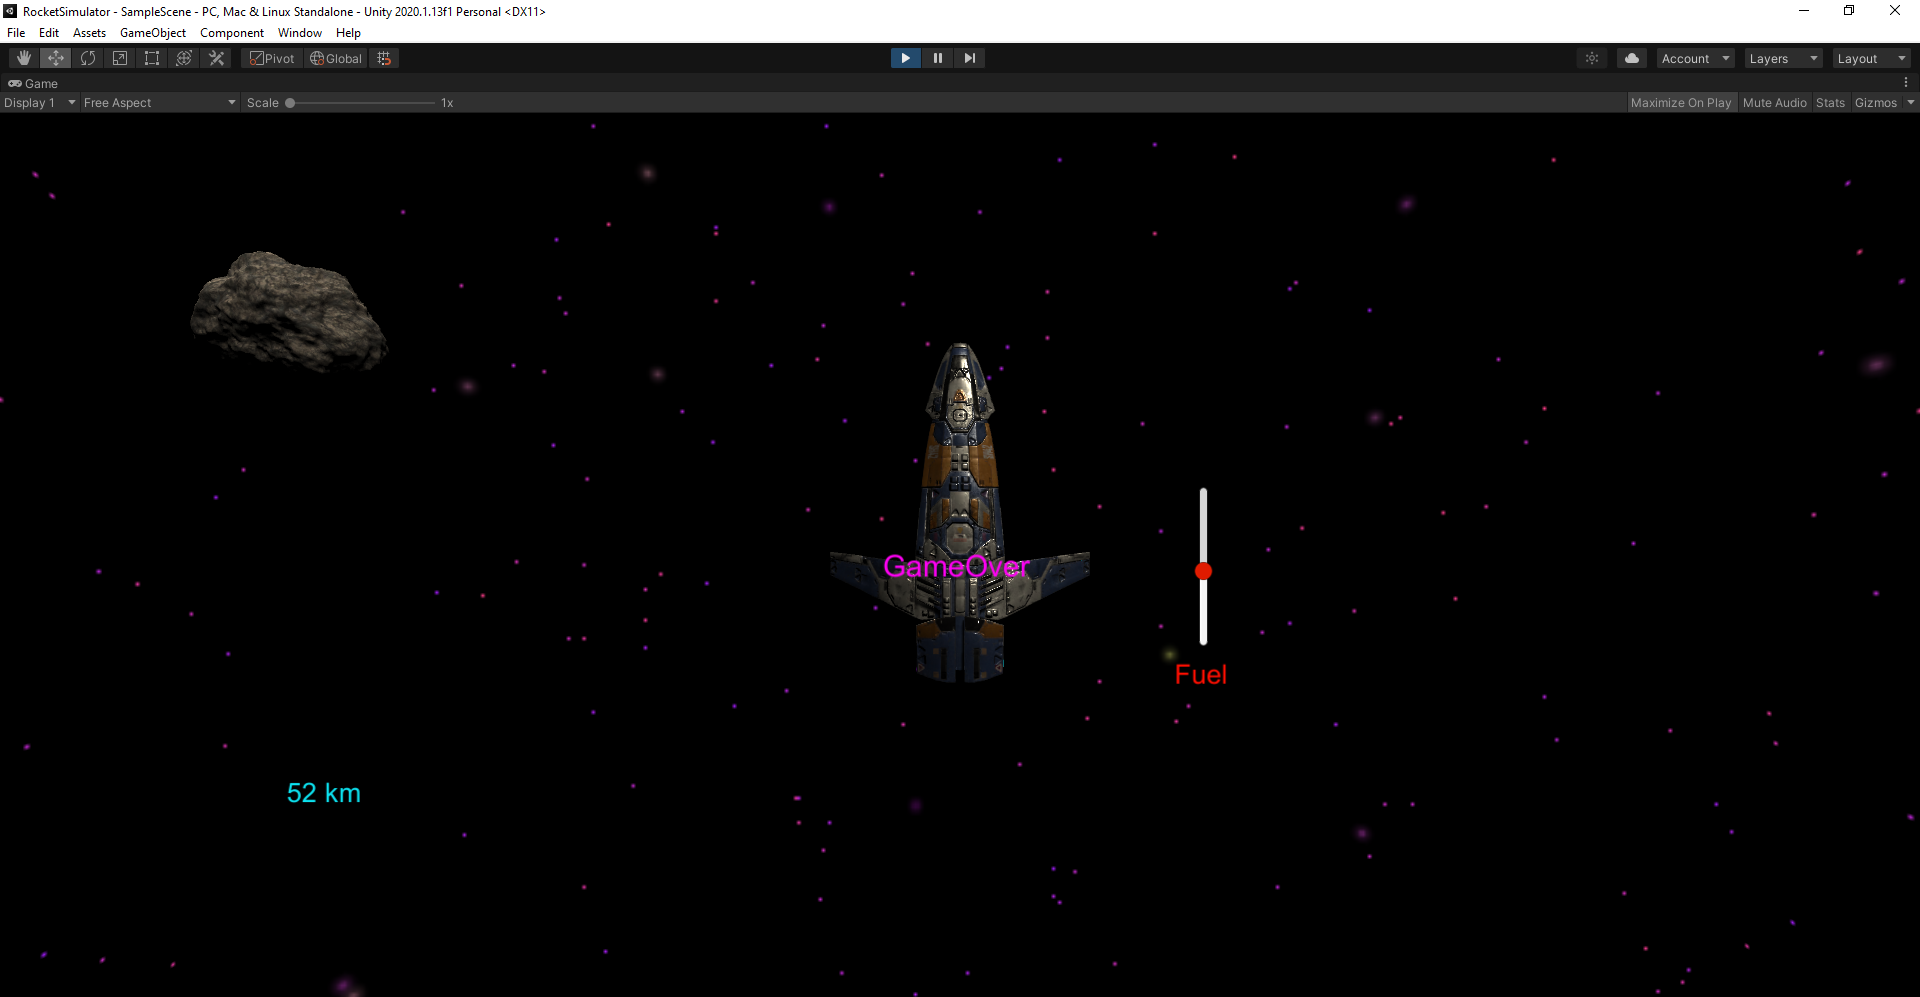 RocketSimulator - SampleScene - PC, Mac & Linux Standalone - Unity 2020.1.13f1 Personal <DX11>
File Edit Assets GameObject Component Window Help
Pivot Global Account Layers Layout
Game
Display 1 Free Aspect Scale 1x Maximize On Play Mute Audio Stats Gizmos
GameOver
Fuel
52 km